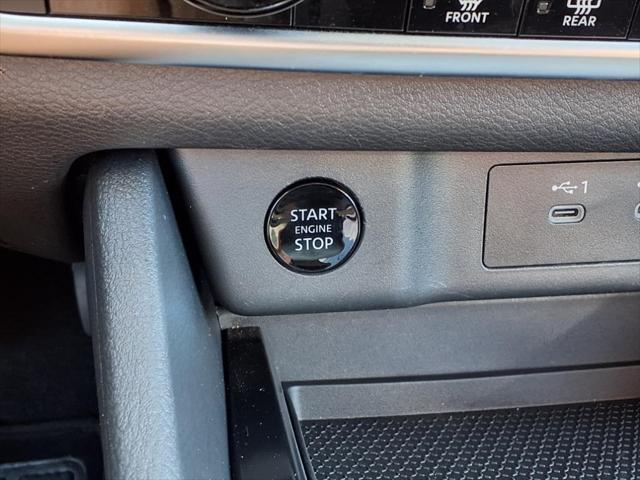 FRONT
REAR
START
ENGINE
STOP
1